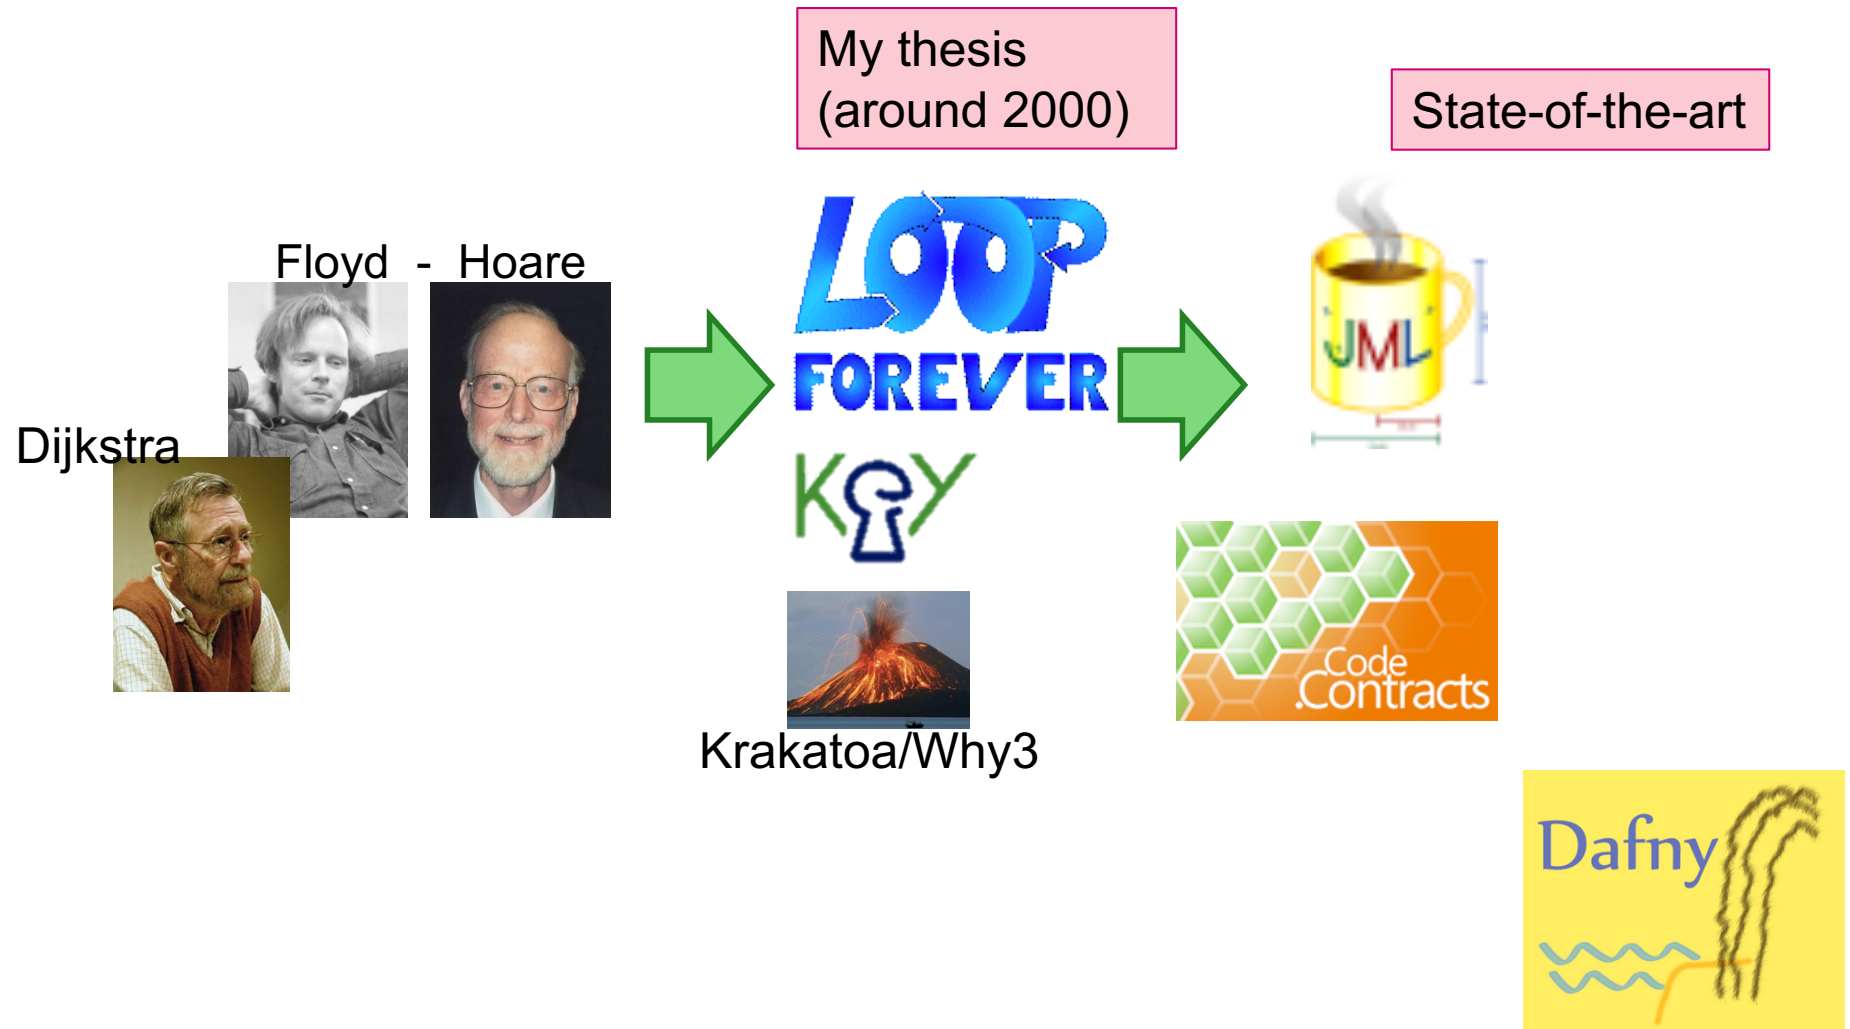 My thesis
(around 2000)
State-of-the-art
Floyd - Hoare
Dijkstra
LOOP
FOREVER
JML
KeY
Code
Contracts
Krakatoa/Why3
Dafny